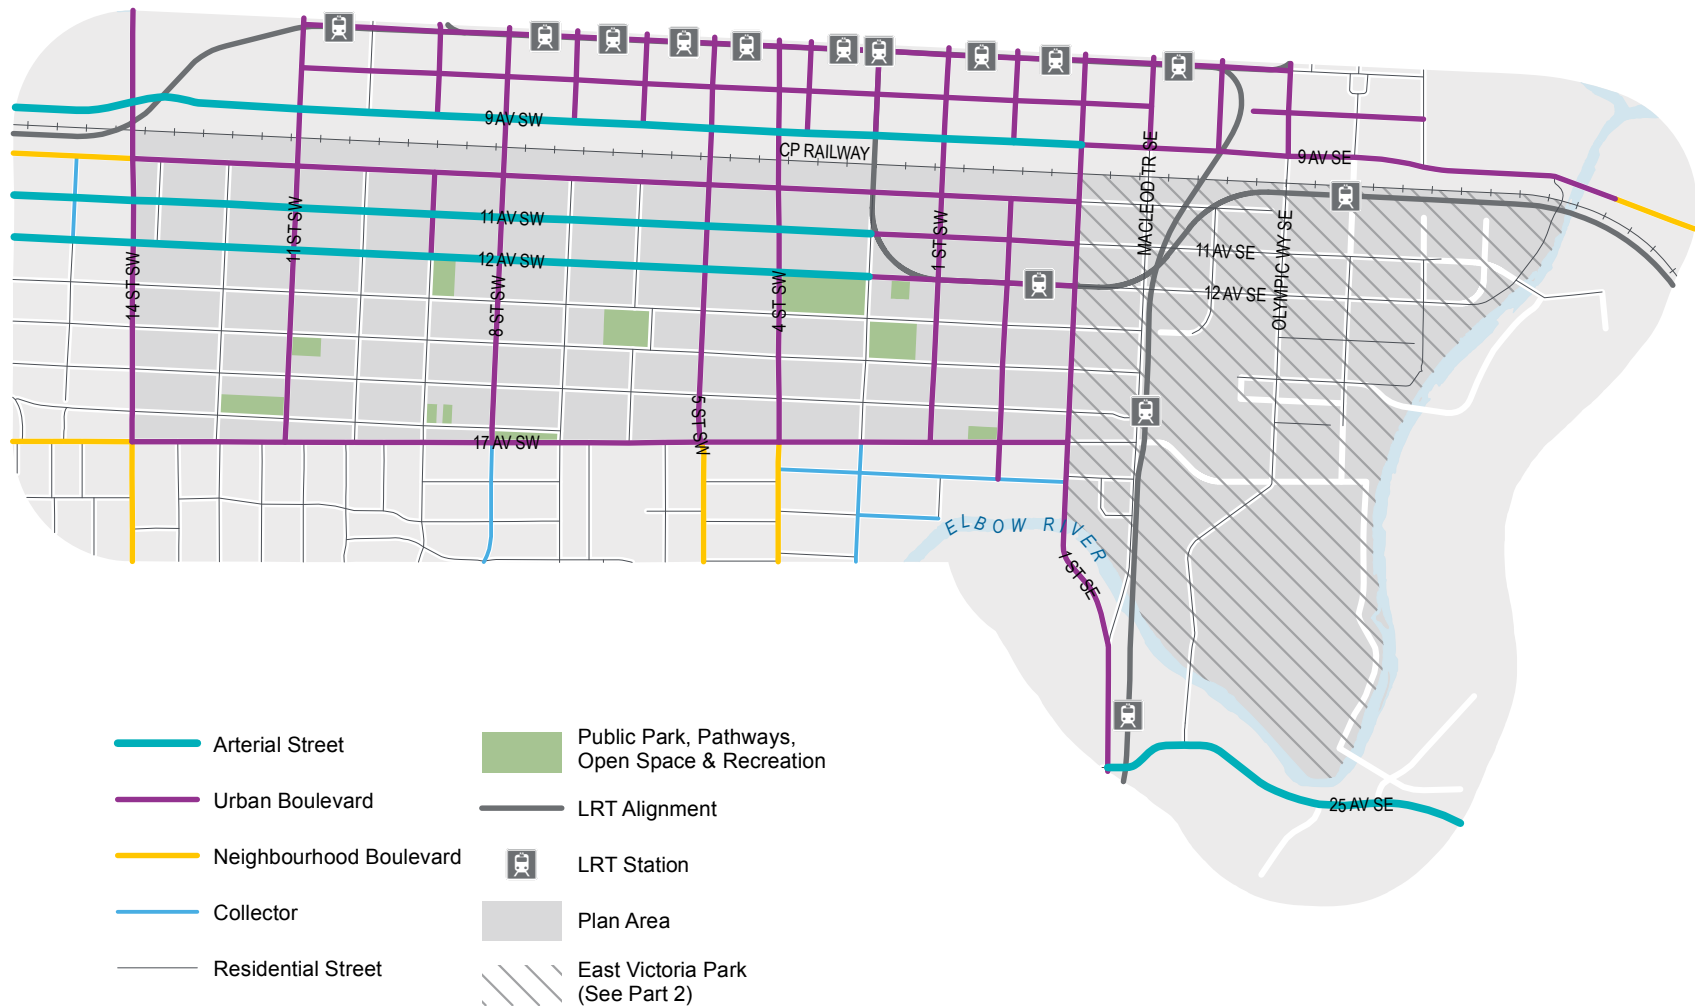 9 AV SW
CP RAILWAY
9 AV SE
MACLEOD TR SE
11 ST SW
11 AV SW
1 ST SW
11 AV SE
OLYMPIC WY SE
12 AV SW
14 ST SW
8 ST SW
4 ST SW
12 AV SE
5 ST SW
17 AV SW
ELBOW RIVER
1 ST SE
25 AV SE
Arterial Street
Urban Boulevard
Neighbourhood Boulevard
Collector
Residential Street
Public Park, Pathways,
Open Space & Recreation
LRT Alignment
LRT Station
Plan Area
East Victoria Park
(See Part 2)